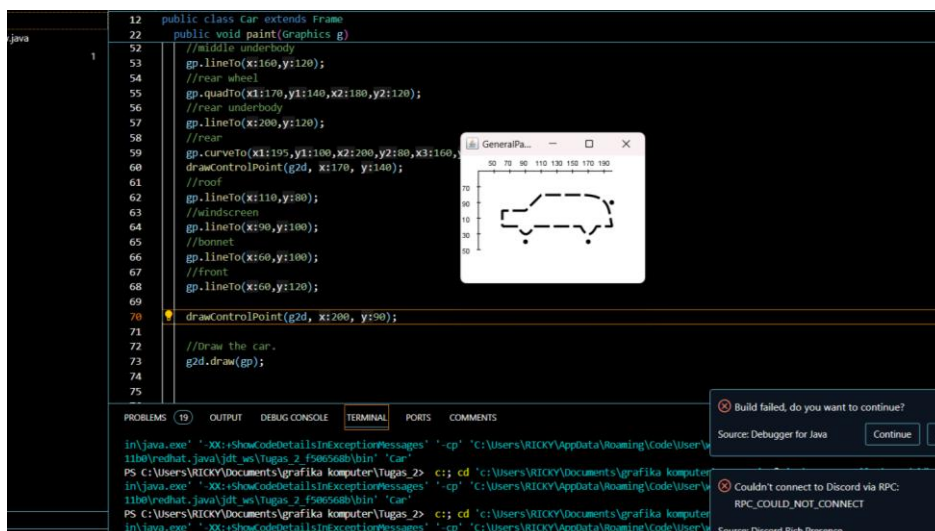 y.java
1
12 public class Car extends Frame
22 public void paint(Graphics g)
52 //middle underbody
53 gp.lineTo(x:160,y:120);
54 //rear wheel
55 gp.quadTo(x1:170,y1:140,x2:180,y2:120);
56 //rear underbody
57 gp.lineTo(x:200,y:120);
58 //rear
59 gp.curveTo(x1:195,y1:100,x2:200,y2:80,x3:160,
60 drawControlPoint(g2d, x:170, y:140);
61 //roof
62 gp.lineTo(x:110,y:80);
63 //windscreen
64 gp.lineTo(x:90,y:100);
65 //bonnet
66 gp.lineTo(x:60,y:100);
67 //front
68 gp.lineTo(x:60,y:120);
69
70 drawControlPoint(g2d, x:200, y:90);
71
72 //Draw the car.
73 g2d.draw(gp);
74
75
GeneralPa...
50 70 90 110 130 150 170 190
70
90
10
30
50
PROBLEMS 19 OUTPUT DEBUG CONSOLE TERMINAL PORTS COMMENTS
in\java.exe' '-XX:+ShowCodeDetailsInExceptionMessages' '-cp' 'C:\Users\RICKY\AppData\Roaming\Code\User\w
11b0\redhat.java\jdt_ws\Tugas_2_f506568b\bin' 'Car'
PS C:\Users\RICKY\Documents\grafika komputer\Tugas_2> c:; cd 'c:\Users\RICKY\Documents\grafika komputer
in\java.exe' '-XX:+ShowCodeDetailsInExceptionMessages' '-cp' 'C:\Users\RICKY\AppData\Roaming\Code\User\w
11b0\redhat.java\jdt_ws\Tugas_2_f506568b\bin' 'Car'
PS C:\Users\RICKY\Documents\grafika komputer\Tugas_2> c:; cd 'c:\Users\RICKY\Documents\grafika komputer
in\java.exe' '-XX:+ShowCodeDetailsInExceptionMessages' '-cp' 'C:\Users\RICKY\AppData\Roaming\Code\User\w
Build failed, do you want to continue?
Source: Debugger for Java
Continue
Couldn't connect to Discord via RPC:
RPC_COULD_NOT_CONNECT
Source: Discord Rich Presence